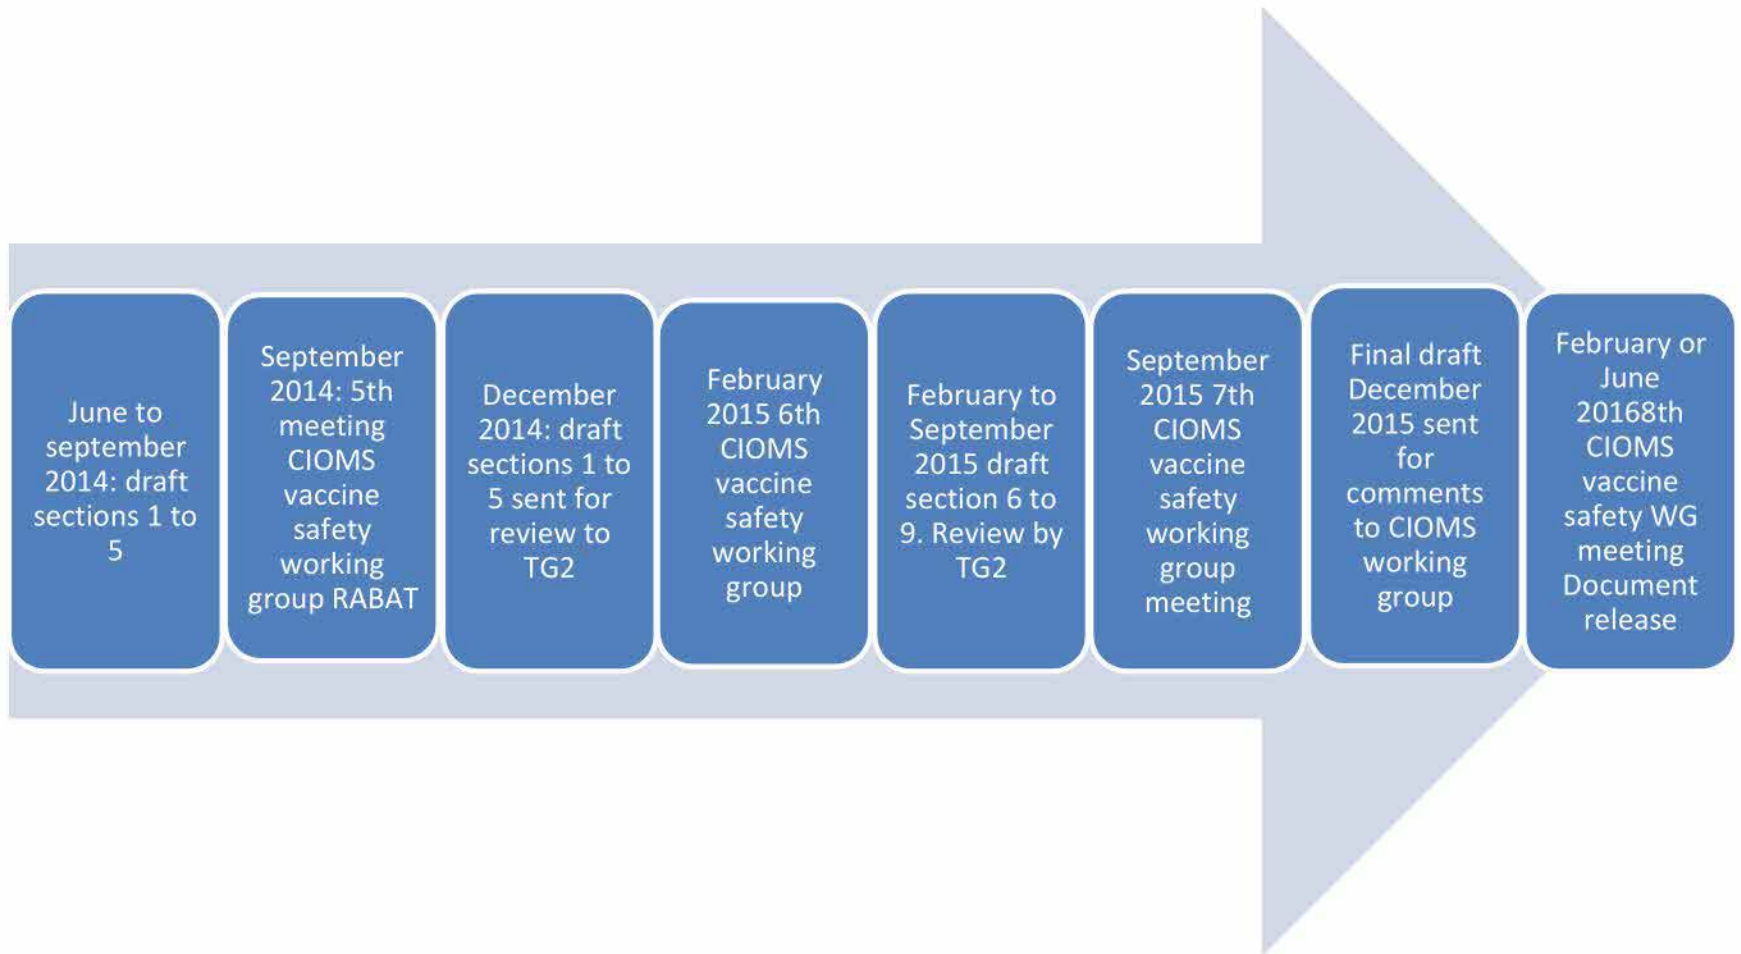 June to
september
2014: draft
sections 1 to
5
September
2014: 5th
meeting
CIOMS
vaccine
safety
working
group RABAT
December
2014: draft
sections 1 to
5 sent for
review to
TG2
February
2015 6th
CIOMS
vaccine
safety
working
group
February to
September
2015 draft
section 6 to
9. Review by
TG2
September
2015 7th
CIOMS
vaccine
safety
working
group
meeting
Final draft
December
2015 sent
for
comments
to CIOMS
working
group
February or
June
20168th
CIOMS
vaccine
safety WG
meeting
Document
release